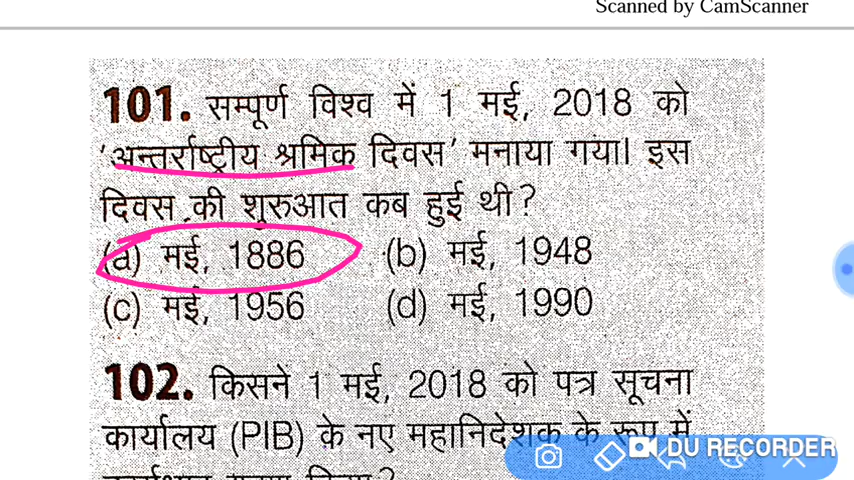 Scanned by CamScanner
101. सम्पूर्ण विश्व में 1 मई, 2018 को
'अन्तर्राष्ट्रीय श्रमिक दिवस' मनाया गया। इस
दिवस की शुरुआत कब हुई थी?
(a) मई, 1886 (b) मई, 1948
(c) मई, 1956 (d) मई, 1990
102. किसने 1 मई, 2018 को पत्र सूचना
कार्यालय (PIB) के नए महानिदेशक के रूप में
DU RECORDER